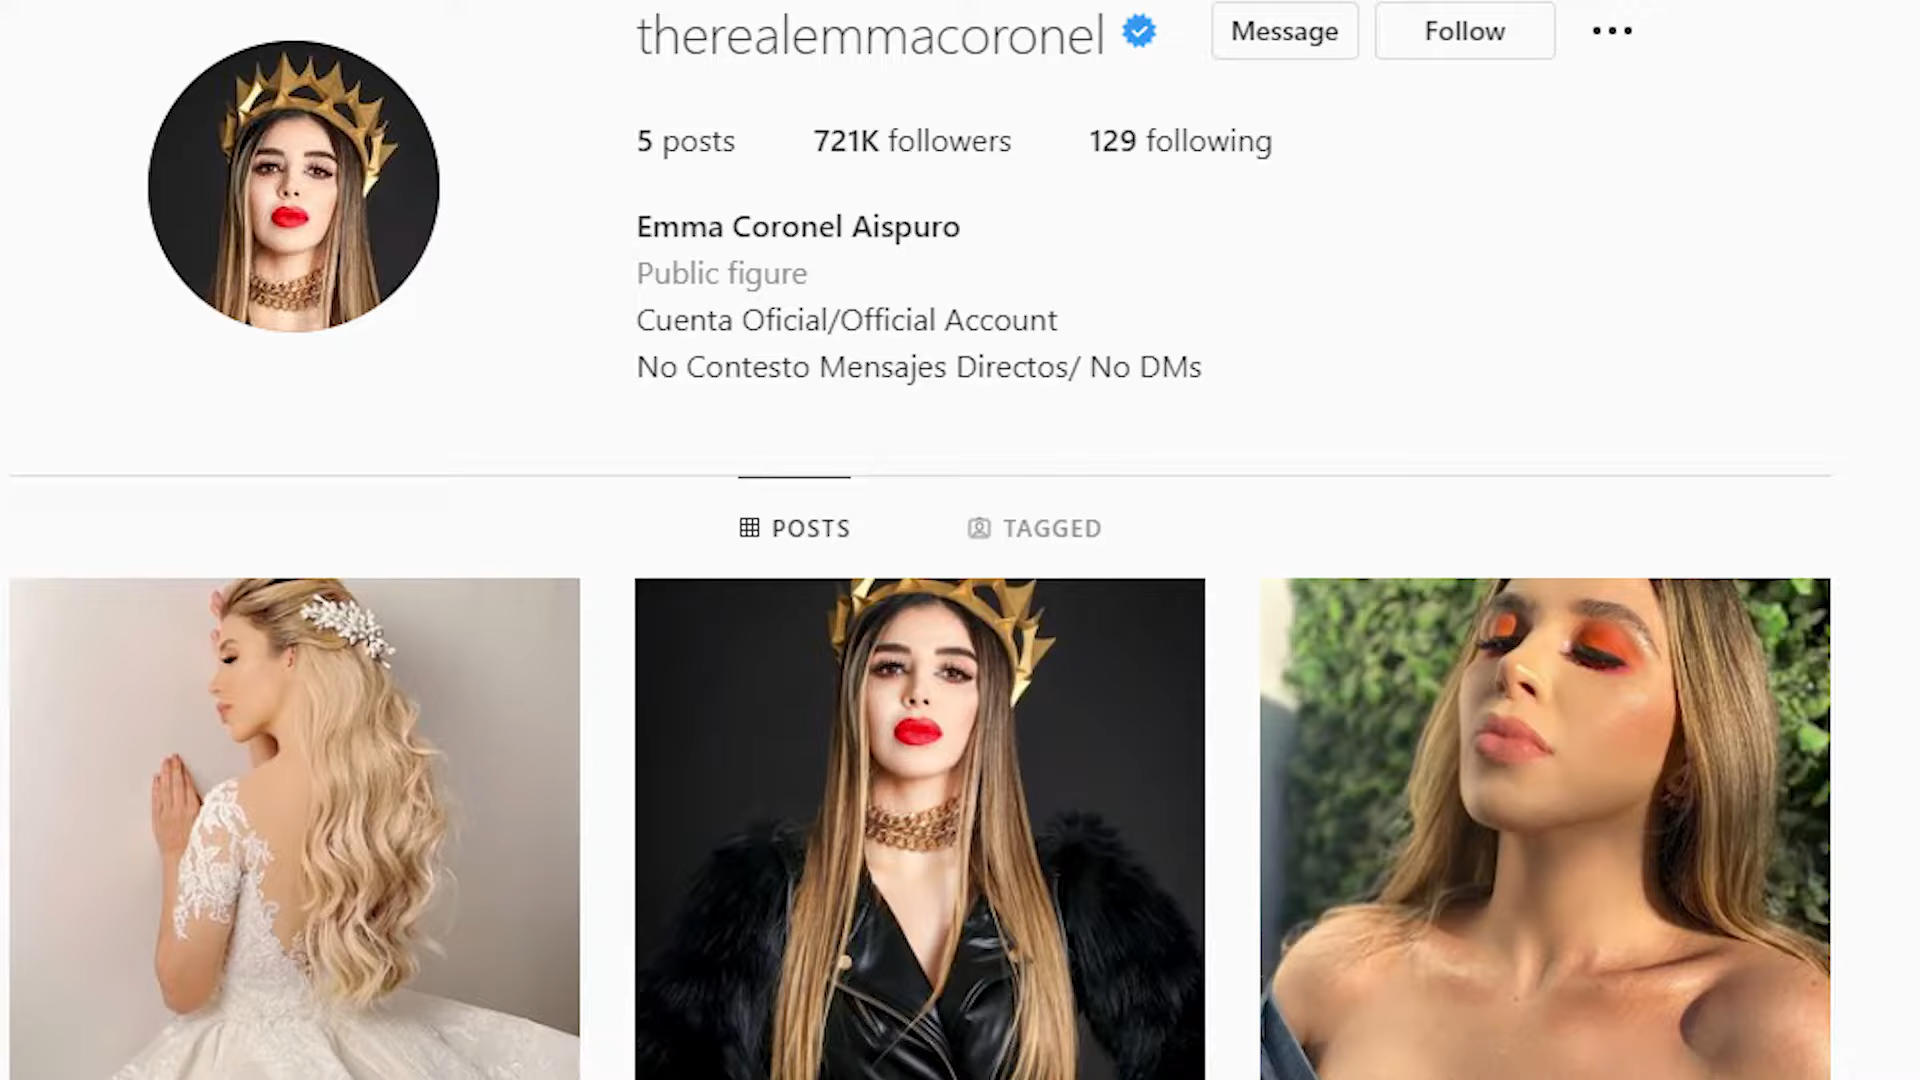 therealemmacoronel
Message
Follow
5 posts
721K followers
129 following
Emma Coronel Aispuro
Public figure
Cuenta Oficial/Official Account
No Contesto Mensajes Directos/ No DMs
POSTS
TAGGED